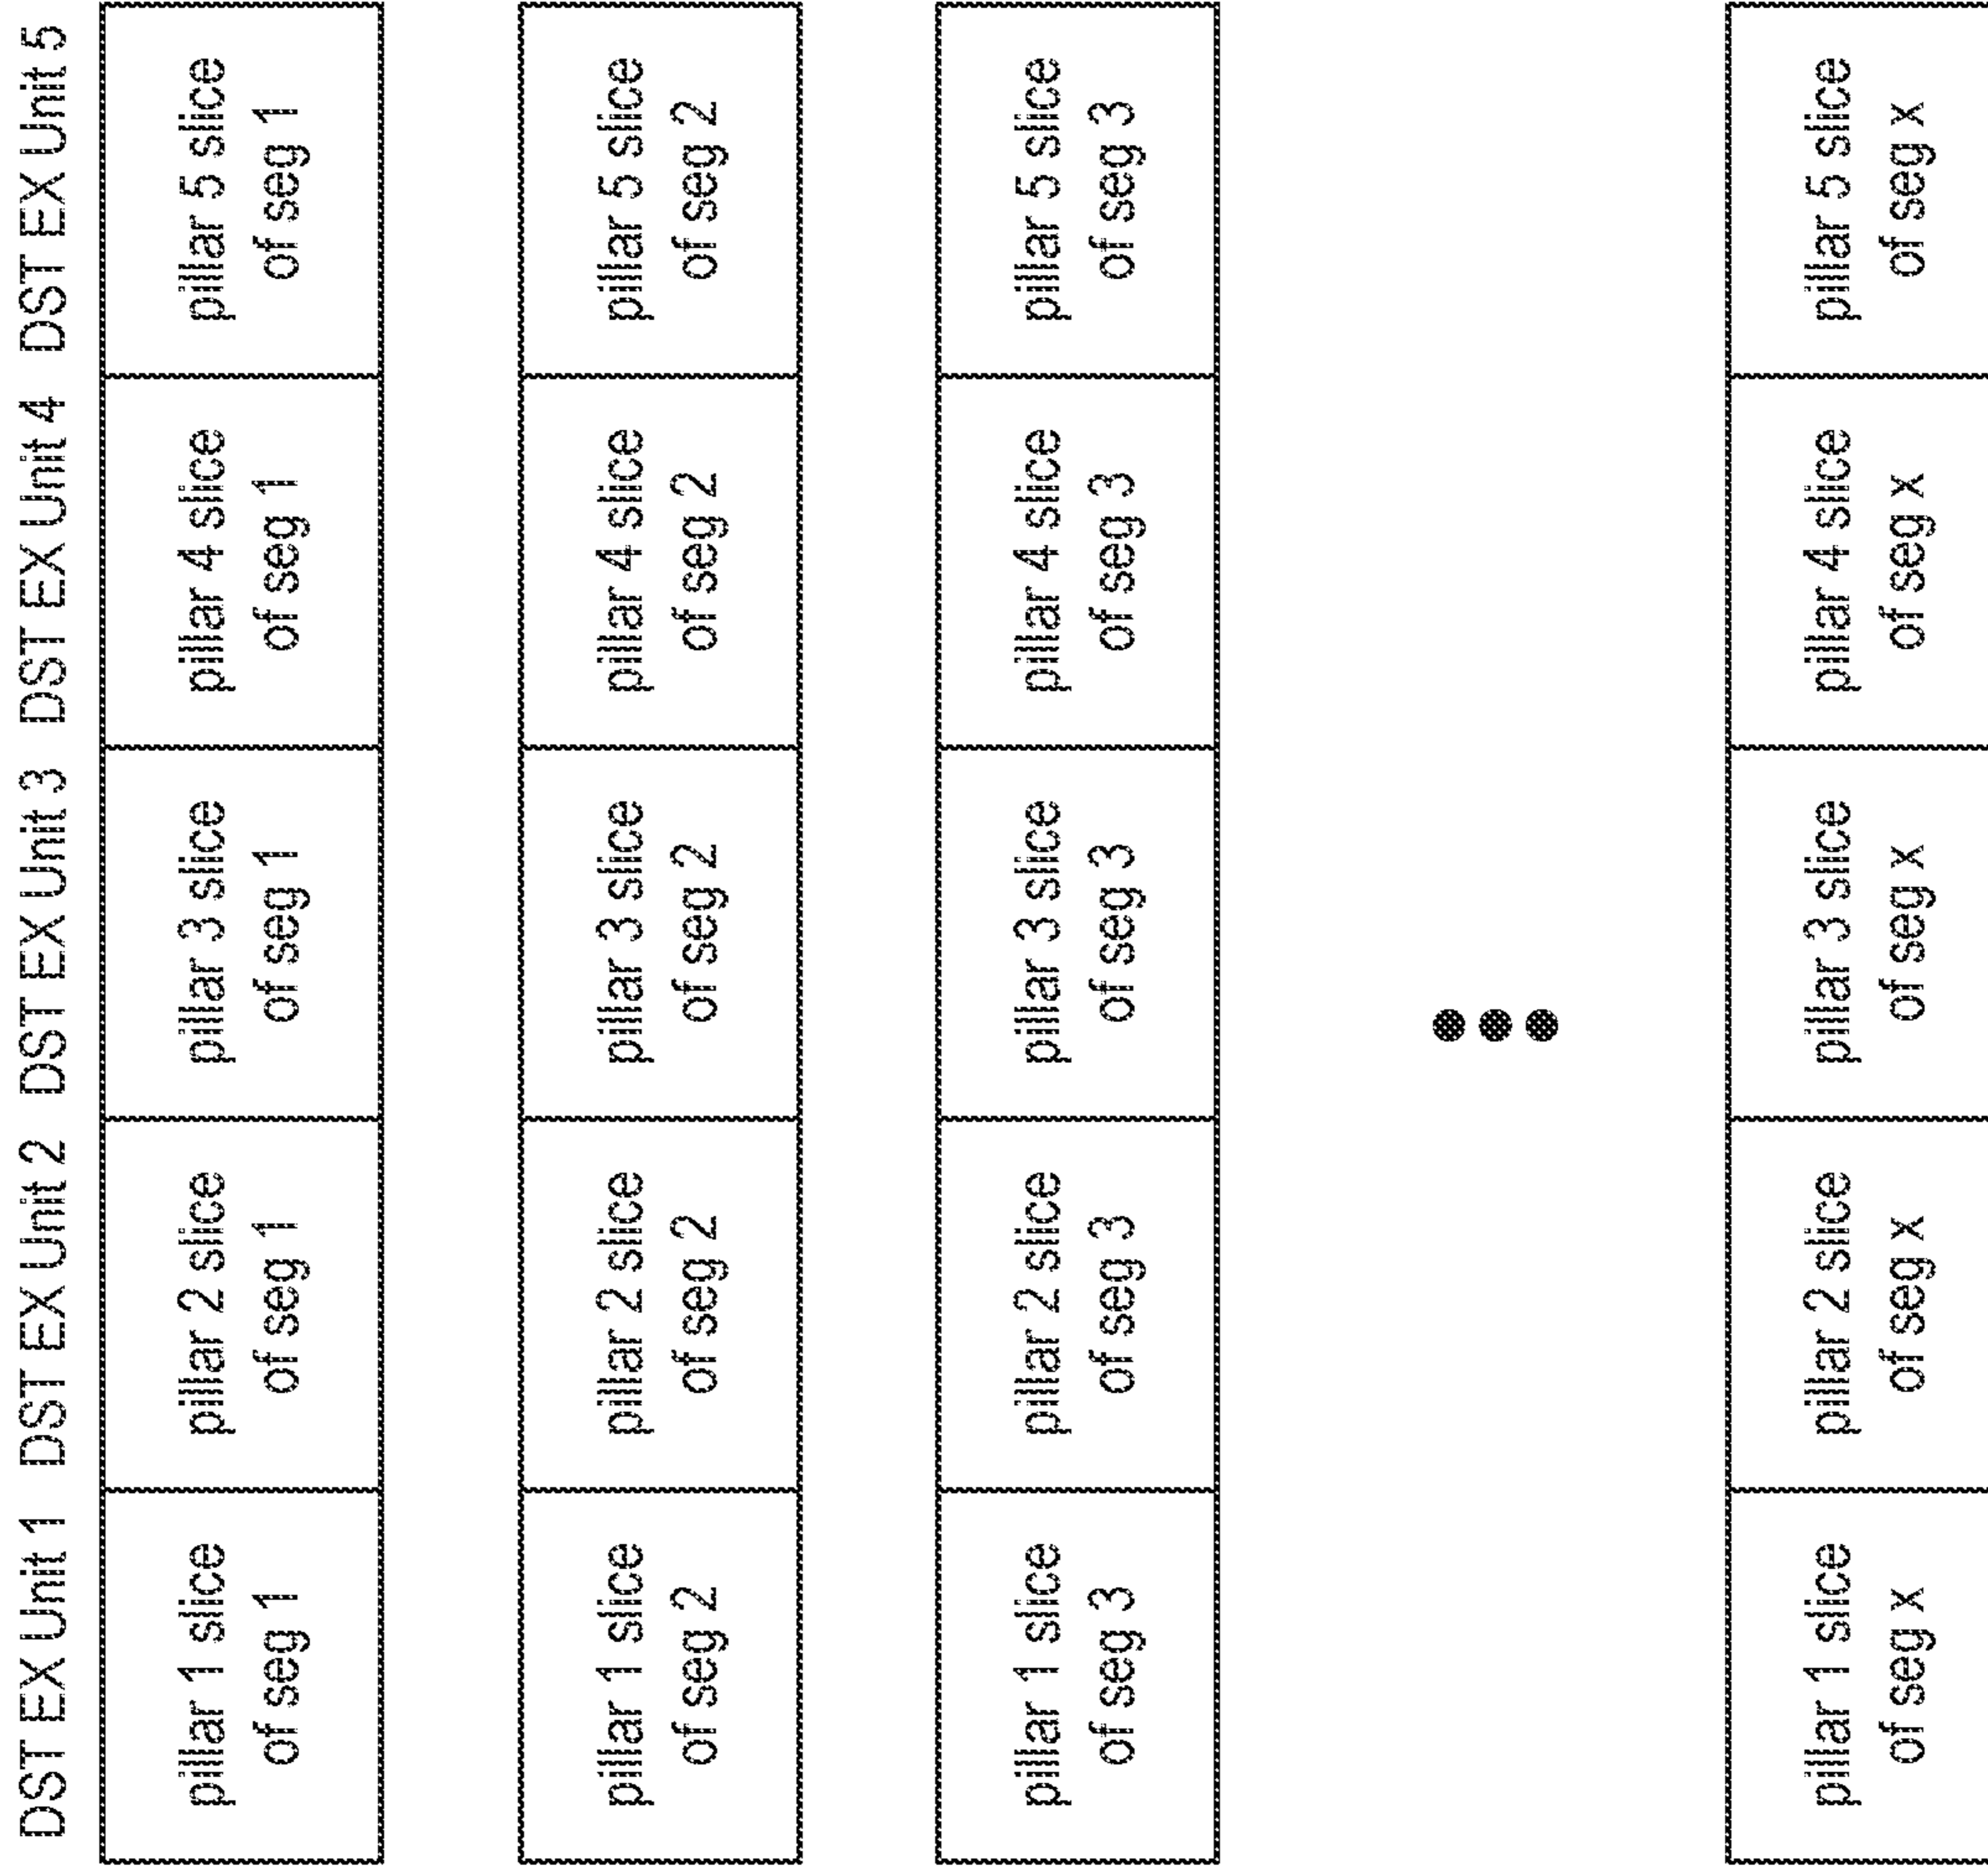 DST EX Unit 1 DST EX Unit 2 DST EX Unit 3 DST EX Unit 4 DST EX Unit 5
pillar 1 slice
of seg 1
pillar 2 slice
of seg 1
pillar 3 slice
of seg 1
pillar 4 slice
of seg 1
pillar 5 slice
of seg 1
pillar 1 slice
of seg 2
pillar 2 slice
of seg 2
pillar 3 slice
of seg 2
pillar 4 slice
of seg 2
pillar 5 slice
of seg 2
pillar 1 slice
of seg 3
pillar 2 slice
of seg 3
pillar 3 slice
of seg 3
pillar 4 slice
of seg 3
pillar 5 slice
of seg 3
pillar 1 slice
of seg x
pillar 2 slice
of seg x
pillar 3 slice
of seg x
pillar 4 slice
of seg x
pillar 5 slice
of seg x